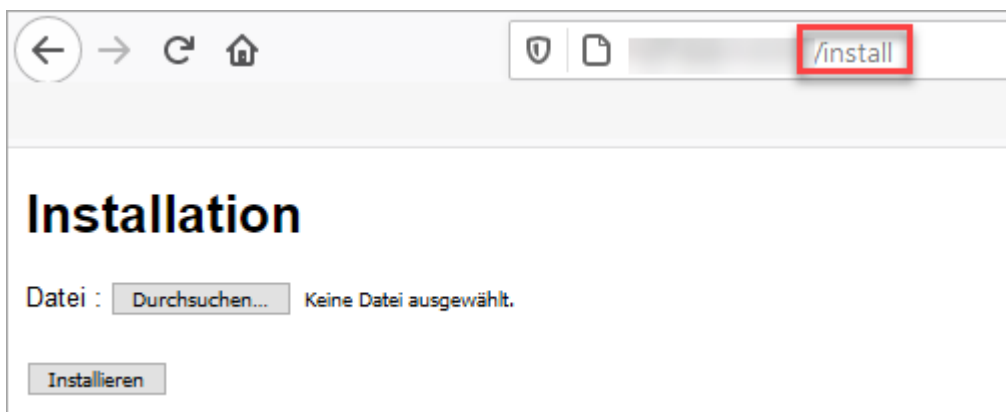 /install
Installation
Datei : Durchsuchen... Keine Datei ausgewählt.
Installieren